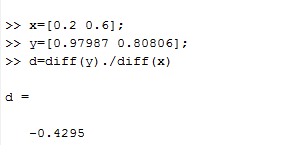 >> x=[0.2 0.6];
>> y=[0.97987 0.80806];
>> d=diff(y)./diff(x)
d =
-0.4295